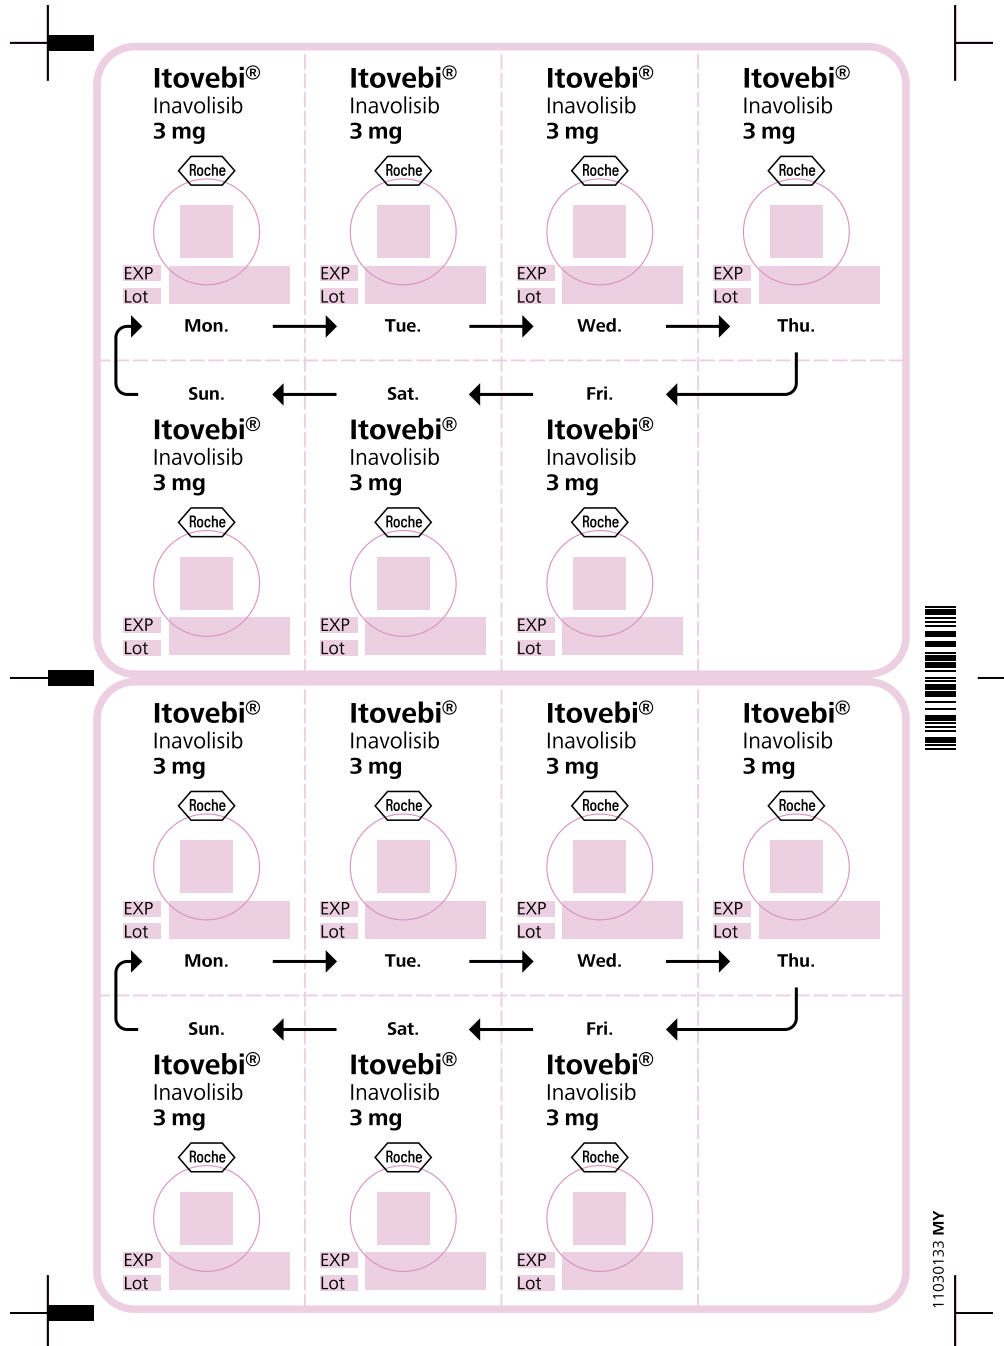 Itovebi® Itovebi® Itovebi® Itovebi®
Inavolisib Inavolisib Inavolisib Inavolisib
3 mg 3 mg 3 mg 3 mg
Roche Roche Roche Roche
EXP EXP EXP EXP
Lot Lot Lot Lot
Mon. Tue. Wed. Thu.
Sun. Sat. Fri.
Itovebi® Itovebi® Itovebi®
Inavolisib Inavolisib Inavolisib
3 mg 3 mg 3 mg
Roche Roche Roche
EXP EXP EXP
Lot Lot Lot
Itovebi® Itovebi® Itovebi® Itovebi®
Inavolisib Inavolisib Inavolisib Inavolisib
3 mg 3 mg 3 mg 3 mg
Roche Roche Roche Roche
EXP EXP EXP EXP
Lot Lot Lot Lot
Mon. Tue. Wed. Thu.
Sun. Sat. Fri.
Itovebi® Itovebi® Itovebi®
Inavolisib Inavolisib Inavolisib
3 mg 3 mg 3 mg
Roche Roche Roche
EXP EXP EXP
Lot Lot Lot
11030133 MY